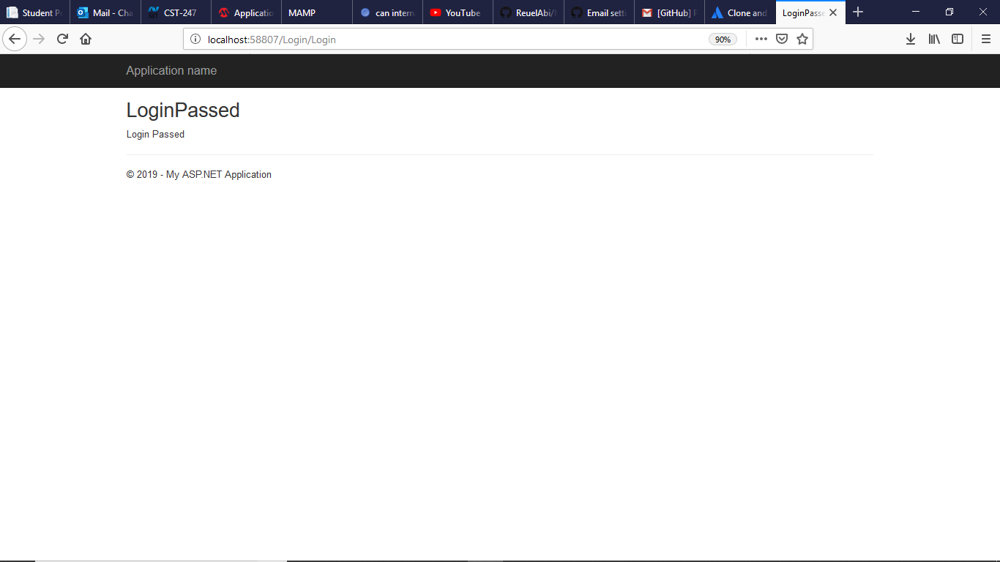 Student P
Mail - Cha
CST-247
Applicatio
MAMP
can intern
YouTube
ReuelAbi/
Email setti
[GitHub] P
Clone and
LoginPasse
localhost:58807/Login/Login
90%
Application name
LoginPassed
Login Passed
© 2019 - My ASP.NET Application